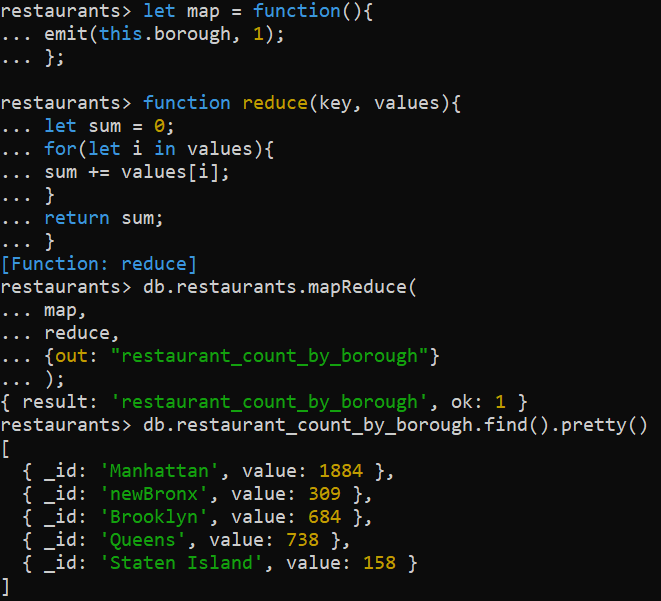 restaurants> let map = function(){
... emit(this.borough, 1);
... };

restaurants> function reduce(key, values){
... let sum = 0;
... for(let i in values){
... sum += values[i];
... }
... return sum;
... }
[Function: reduce]
restaurants> db.restaurants.mapReduce(
... map,
... reduce,
... {out: "restaurant_count_by_borough"}
... );
{ result: 'restaurant_count_by_borough', ok: 1 }
restaurants> db.restaurant_count_by_borough.find().pretty()
[
  { _id: 'Manhattan', value: 1884 },
  { _id: 'newBronx', value: 309 },
  { _id: 'Brooklyn', value: 684 },
  { _id: 'Queens', value: 738 },
  { _id: 'Staten Island', value: 158 }
]